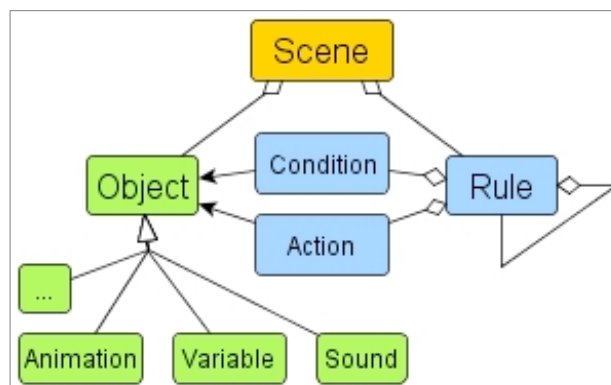 Scene
Condition
Object
Rule
Action
...
Animation
Variable
Sound